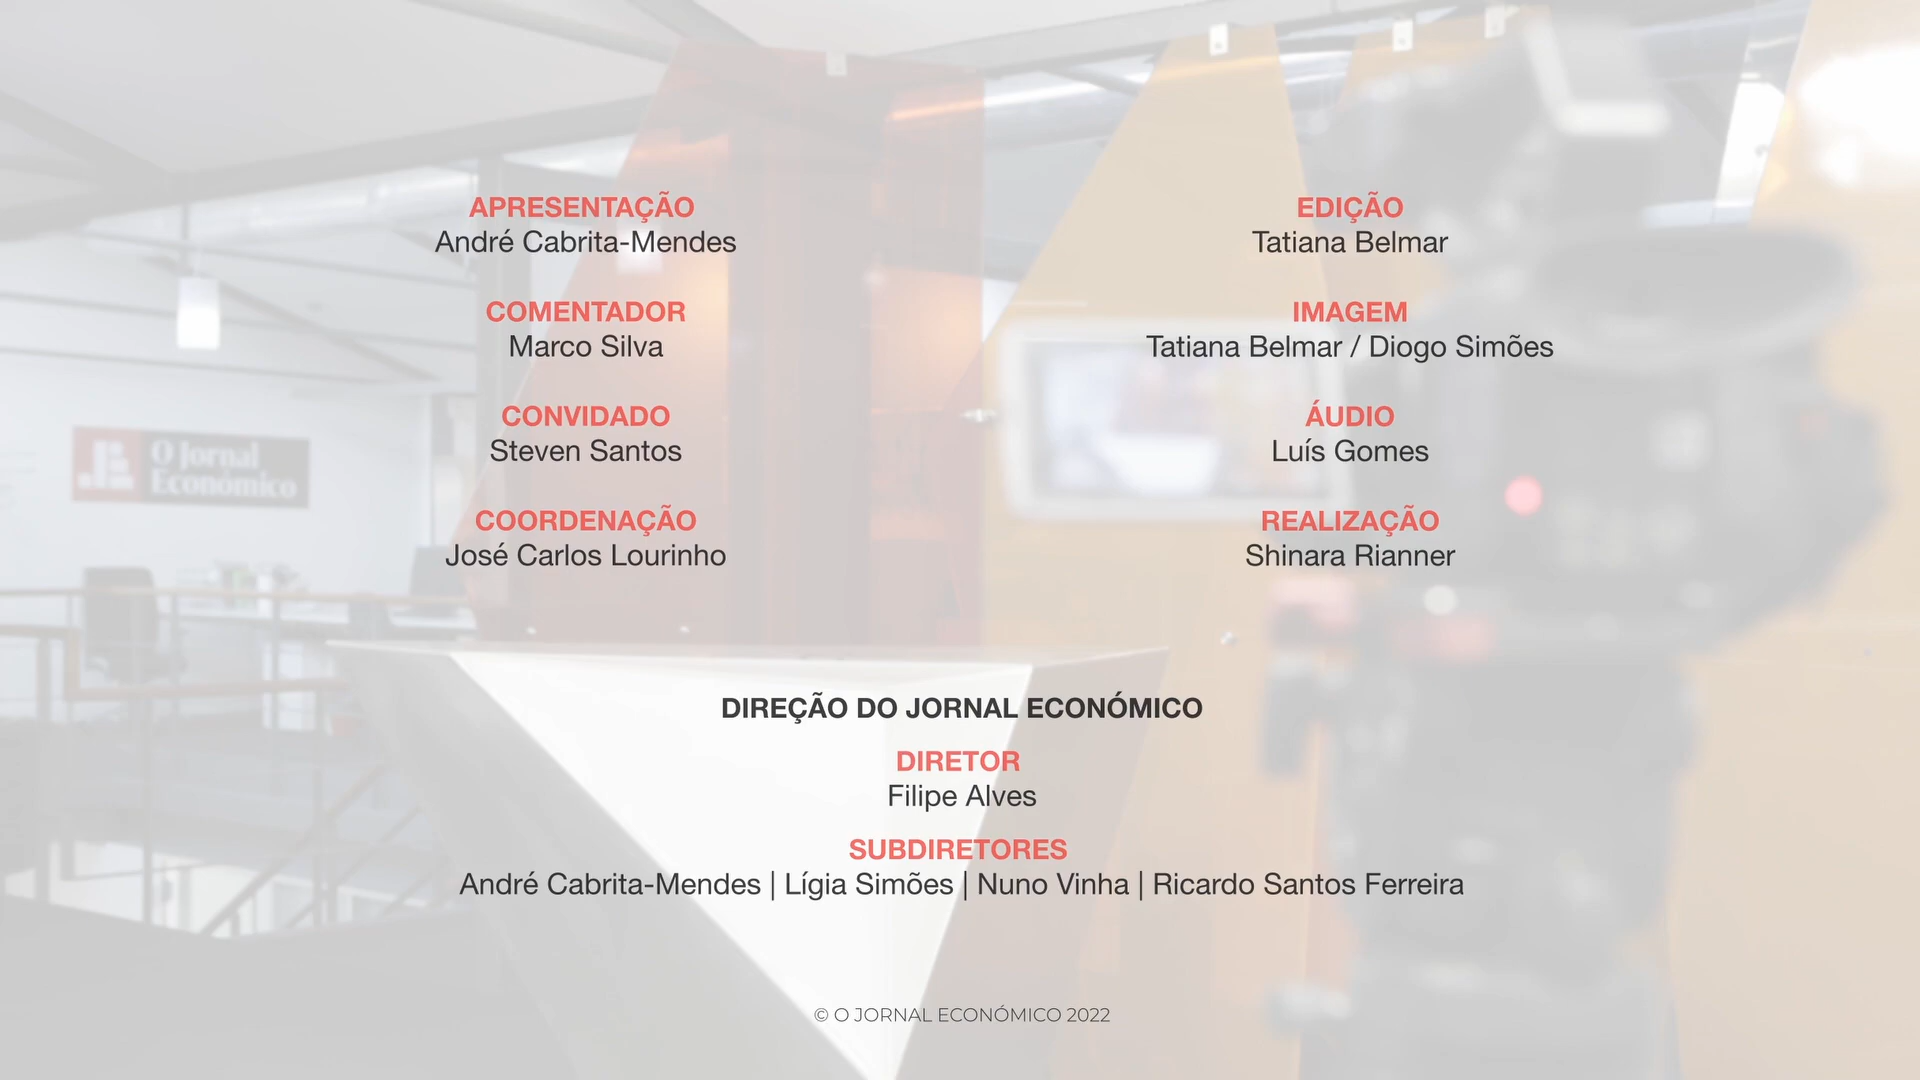 APRESENTAÇÃO
André Cabrita-Mendes
COMENTADOR
Marco Silva
CONVIDADO
Steven Santos
COORDENAÇÃO
José Carlos Lourinho
EDIÇÃO
Tatiana Belmar
IMAGEM
Tatiana Belmar / Diogo Simões
ÁUDIO
Luís Gomes
REALIZAÇÃO
Shinara Rianner
O Jornal
Económico
DIREÇÃO DO JORNAL ECONÓMICO
DIRETOR
Filipe Alves
SUBDIRETORES
André Cabrita-Mendes | Lígia Simões | Nuno Vinha | Ricardo Santos Ferreira
© O JORNAL ECONÓMICO 2022